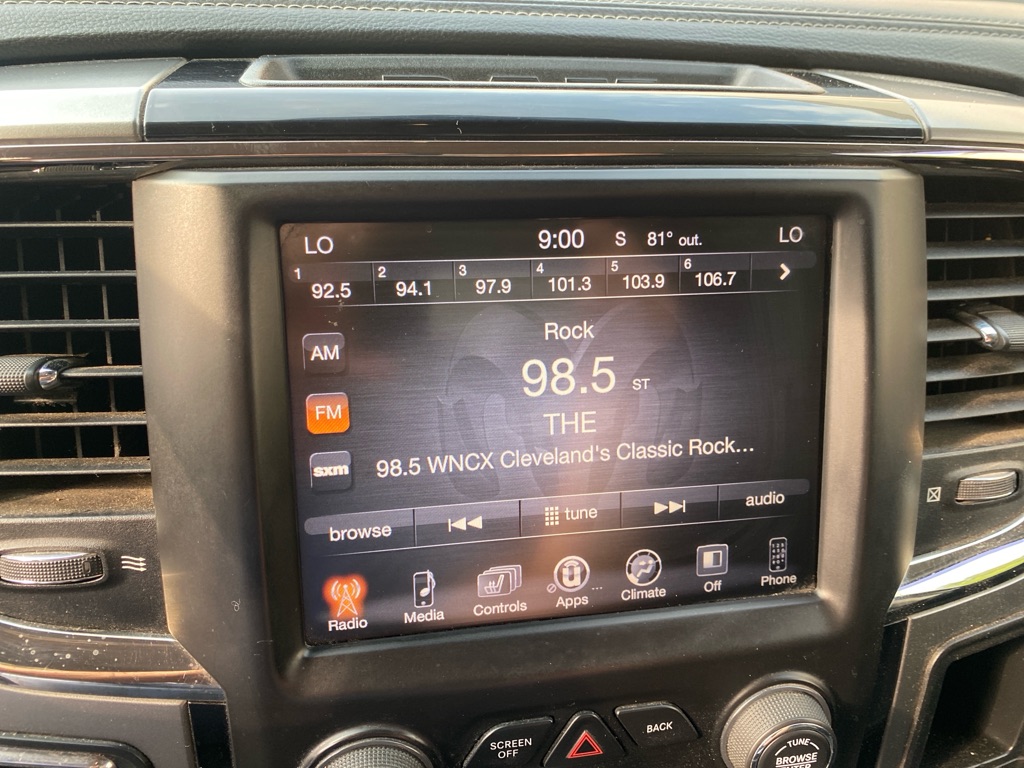 LO 9:00 S 81° out. LO
1 92.5 2 94.1 3 97.9 4 101.3 5 103.9 6 106.7
Rock
AM
98.5 ST
FM
THE
sxm
98.5 WNCX Cleveland's Classic Rock...
browse tune audio
Radio Media Controls Apps ... Climate Off Phone
SCREEN OFF BACK
TUNE
BROWSE
ENTER